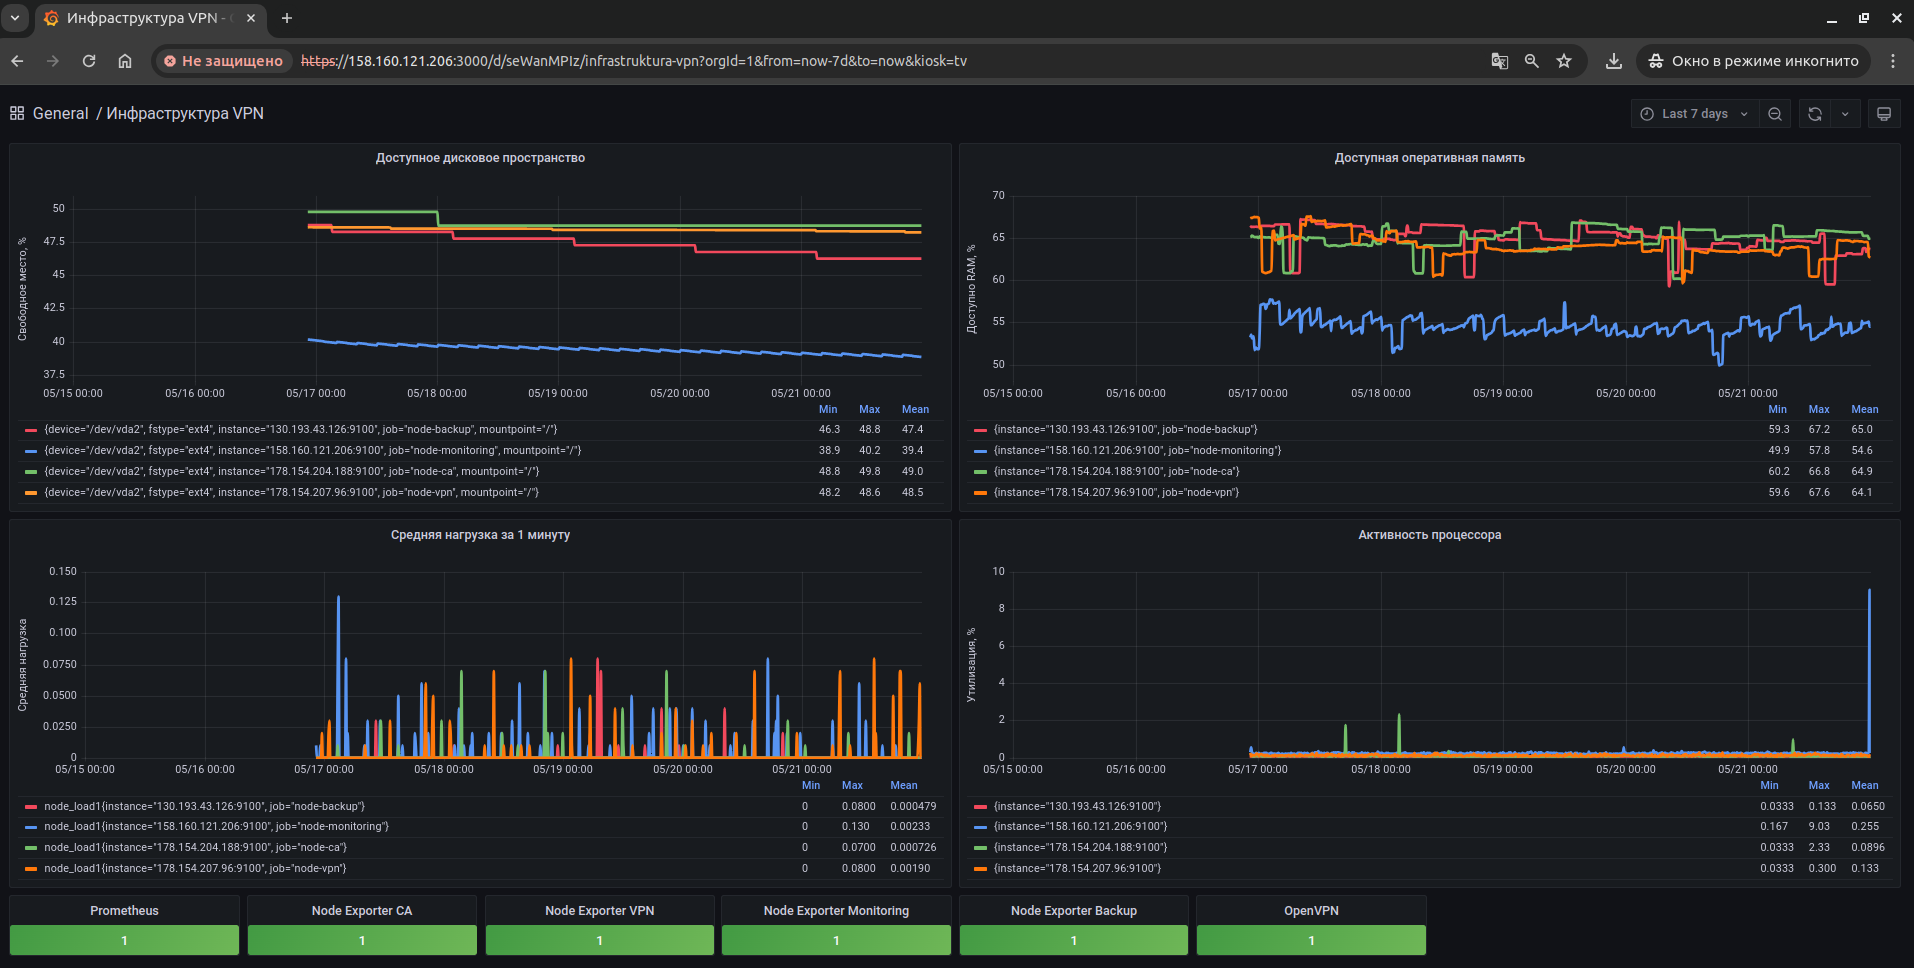 Инфраструктура VPN -
Не защищено
https://158.160.121.206:3000/d/seWanMPIz/infrastruktura-vpn?orgId=1&from=now-7d&to=now&kiosk=tv
Окно в режиме инкогнито
General / Инфраструктура VPN
Last 7 days
Доступное дисковое пространство
Свободное место, %
50
47.5
45
42.5
40
37.5
05/15 00:00 05/16 00:00 05/17 00:00 05/18 00:00 05/19 00:00 05/20 00:00 05/21 00:00
Min Max Mean
{device="/dev/vda2", fstype="ext4", instance="130.193.43.126:9100", job="node-backup", mountpoint="/"} 46.3 48.8 47.4
{device="/dev/vda2", fstype="ext4", instance="158.160.121.206:9100", job="node-monitoring", mountpoint="/"} 38.9 40.2 39.4
{device="/dev/vda2", fstype="ext4", instance="178.154.204.188:9100", job="node-ca", mountpoint="/"} 48.8 49.8 49.0
{device="/dev/vda2", fstype="ext4", instance="178.154.207.96:9100", job="node-vpn", mountpoint="/"} 48.2 48.6 48.5
Доступная оперативная память
Доступно RAM, %
70
65
60
55
50
05/15 00:00 05/16 00:00 05/17 00:00 05/18 00:00 05/19 00:00 05/20 00:00 05/21 00:00
Min Max Mean
{instance="130.193.43.126:9100", job="node-backup"} 59.3 67.2 65.0
{instance="158.160.121.206:9100", job="node-monitoring"} 49.9 57.8 54.6
{instance="178.154.204.188:9100", job="node-ca"} 60.2 66.8 64.9
{instance="178.154.207.96:9100", job="node-vpn"} 59.6 67.6 64.1
Средняя нагрузка за 1 минуту
Средняя нагрузка
0.150
0.125
0.100
0.0750
0.0500
0.0250
0
05/15 00:00 05/16 00:00 05/17 00:00 05/18 00:00 05/19 00:00 05/20 00:00 05/21 00:00
Min Max Mean
node_load1{instance="130.193.43.126:9100", job="node-backup"} 0 0.0800 0.000479
node_load1{instance="158.160.121.206:9100", job="node-monitoring"} 0 0.130 0.00233
node_load1{instance="178.154.204.188:9100", job="node-ca"} 0 0.0700 0.000726
node_load1{instance="178.154.207.96:9100", job="node-vpn"} 0 0.0800 0.00190
Активность процессора
Утилизация, %
10
8
6
4
2
0
05/15 00:00 05/16 00:00 05/17 00:00 05/18 00:00 05/19 00:00 05/20 00:00 05/21 00:00
Min Max Mean
{instance="130.193.43.126:9100"} 0.0333 0.133 0.0650
{instance="158.160.121.206:9100"} 0.167 9.03 0.255
{instance="178.154.204.188:9100"} 0.0333 2.33 0.0896
{instance="178.154.207.96:9100"} 0.0333 0.300 0.133
Prometheus
1
Node Exporter CA
1
Node Exporter VPN
1
Node Exporter Monitoring
1
Node Exporter Backup
1
OpenVPN
1